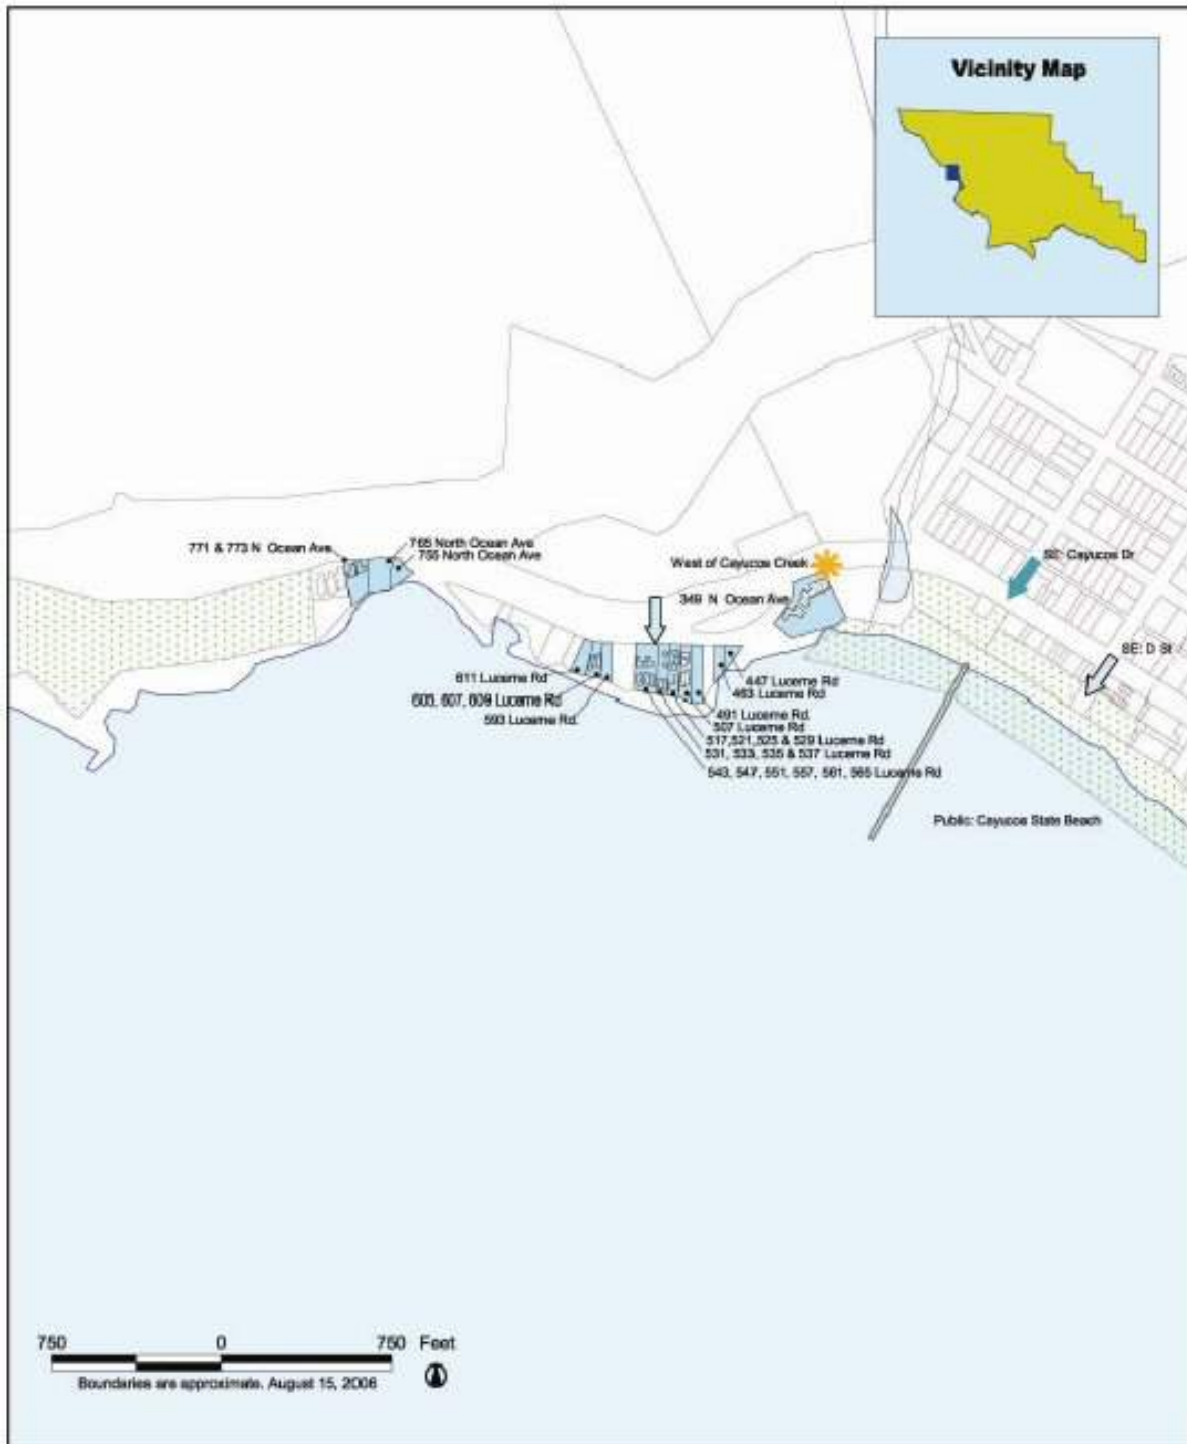 Vicinity Map
771 & 773 N Ocean Ave
765 North Ocean Ave
755 North Ocean Ave
West of Cayucos Creek
349 N Ocean Ave
SE: Cayucos Dr
SE: D St
611 Lucerne Rd
605, 607, 609 Lucerne Rd
593 Lucerne Rd.
447 Lucerne Rd
463 Lucerne Rd
491 Lucerne Rd.
507 Lucerne Rd
517,521,525 & 529 Lucerne Rd
531, 533, 535 & 537 Lucerne Rd
543, 547, 551, 557, 561, 565 Lucerne Rd
Public: Cayucos State Beach
750 0 750 Feet
Boundaries are approximate. August 15, 2006